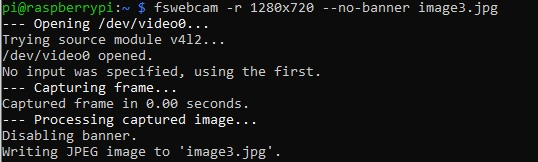 pi@raspberrypi:~ $ fswebcam -r 1280x720 --no-banner image3.jpg
--- Opening /dev/video0...
Trying source module v4l2...
/dev/video0 opened.
No input was specified, using the first.
--- Capturing frame...
Captured frame in 0.00 seconds.
--- Processing captured image...
Disabling banner.
Writing JPEG image to 'image3.jpg'.